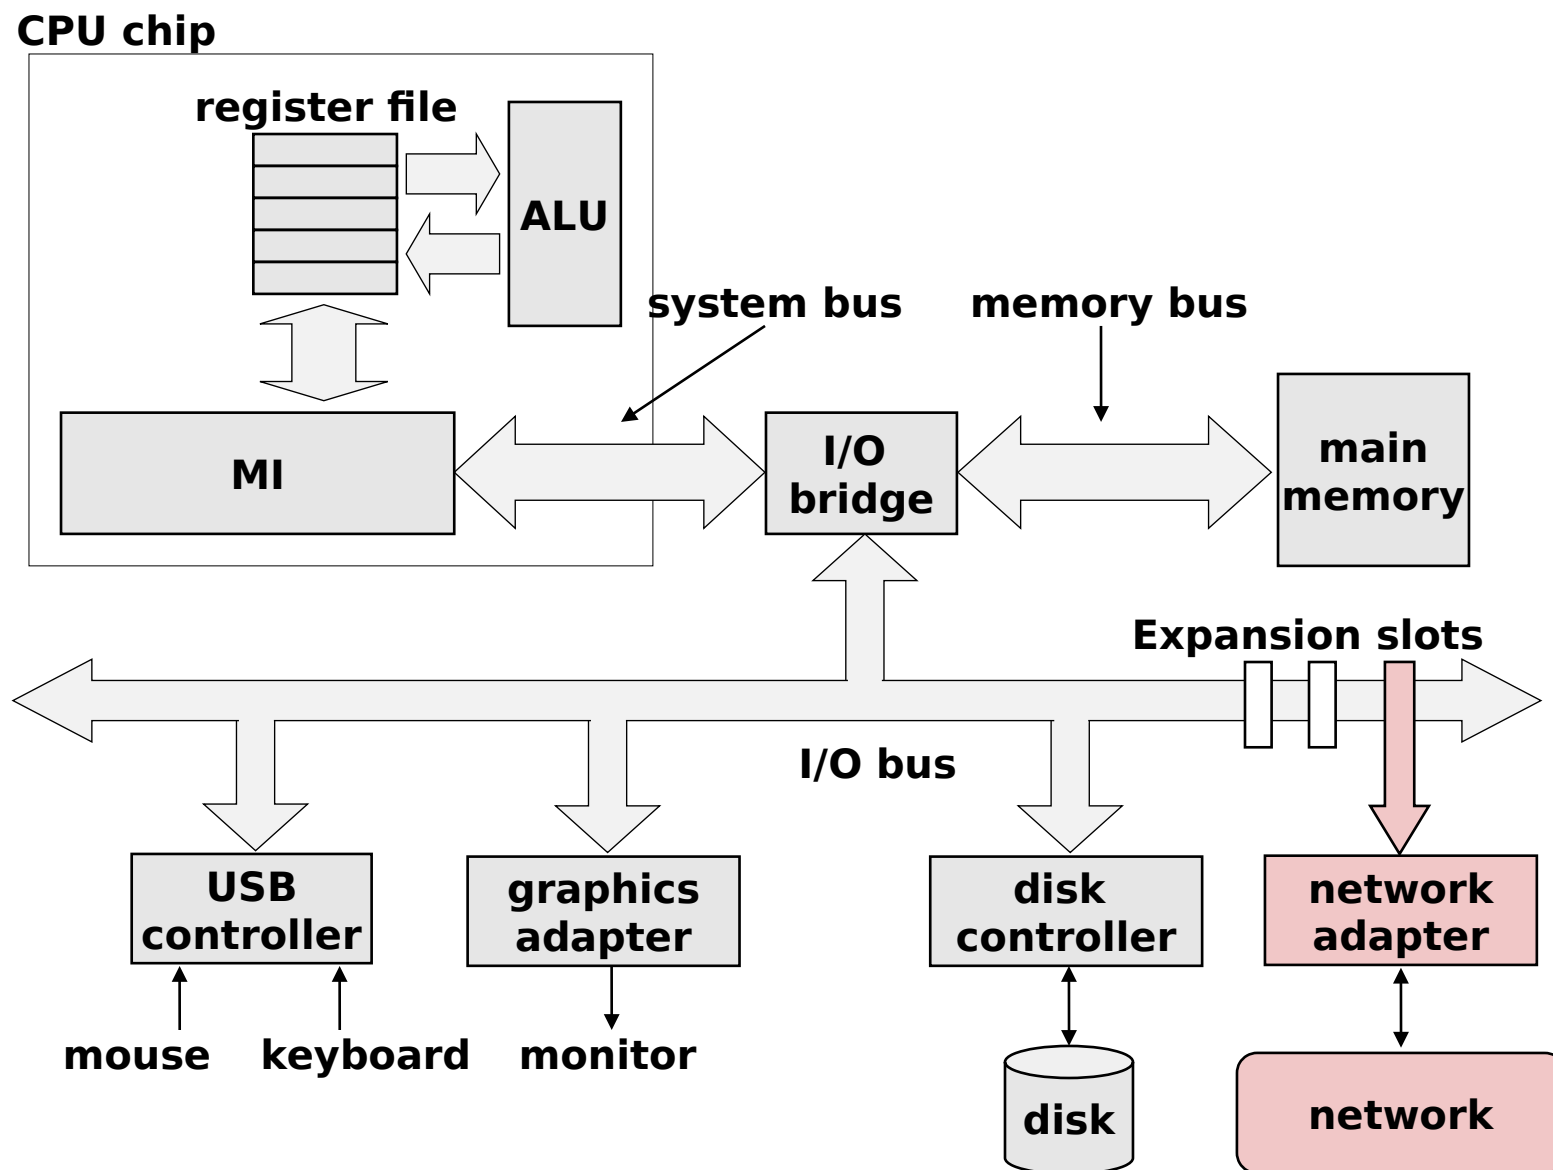 CPU chip
register file
ALU
system bus
memory bus
MI
I/O
bridge
main
memory
Expansion slots
I/O bus
USB
controller
graphics
adapter
disk
controller
network
adapter
mouse
keyboard
monitor
disk
network